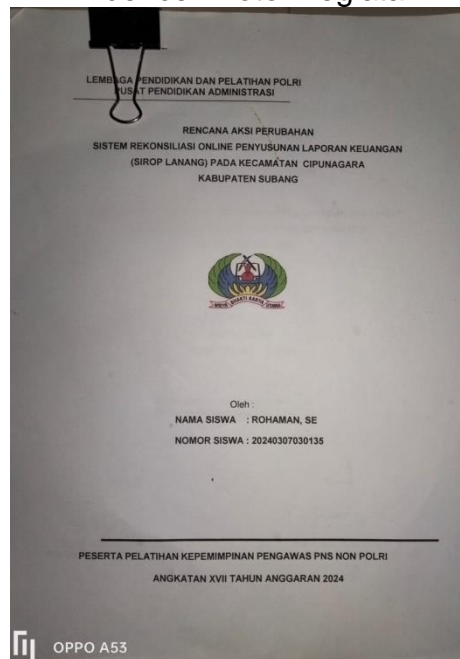 LEMBAGA PENDIDIKAN DAN PELATIHAN POLRI
PUSAT PENDIDIKAN ADMINISTRASI
RENCANA AKSI PERUBAHAN
SISTEM REKONSILIASI ONLINE PENYUSUNAN LAPORAN KEUANGAN
(SIROP LANANG) PADA KECAMATAN CIPUNAGARA
KABUPATEN SUBANG
BHAKTI KARYA
Oleh :
NAMA SISWA : ROHAMAN, SE
NOMOR SISWA : 20240307030135
PESERTA PELATIHAN KEPEMIMPINAN PENGAWAS PNS NON POLRI
ANGKATAN XVII TAHUN ANGGARAN 2024
OPPO A53